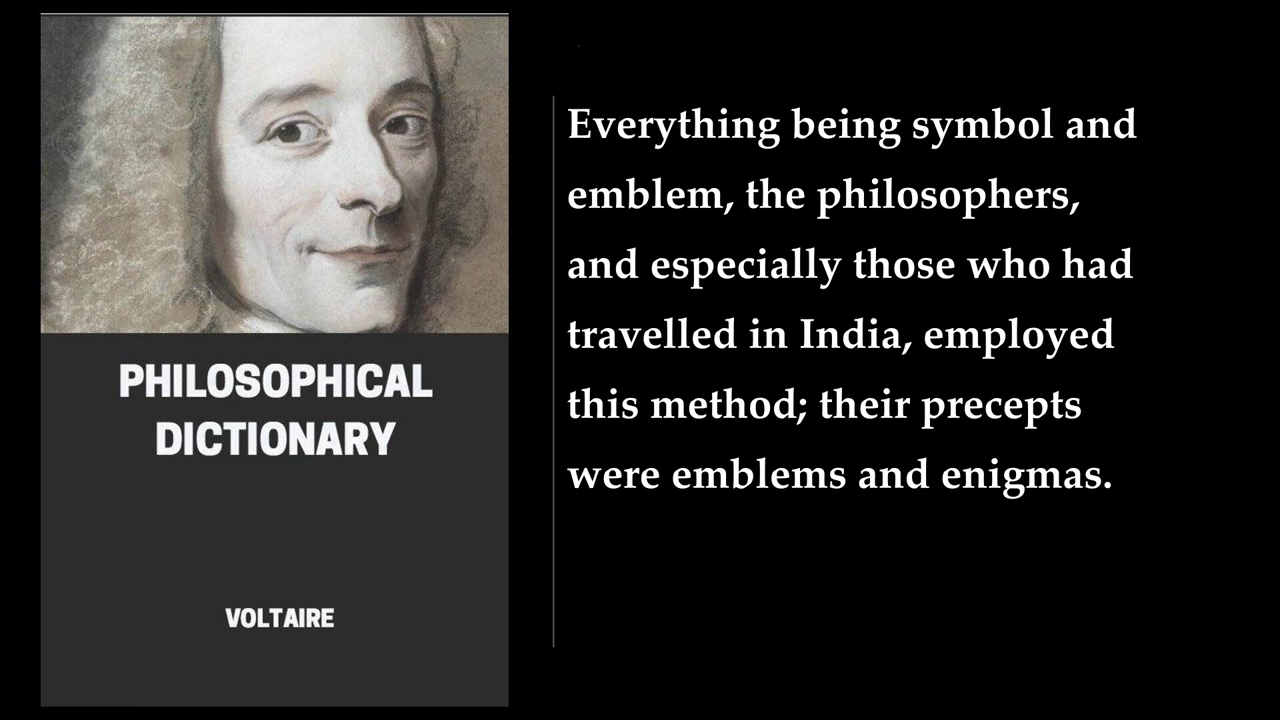 PHILOSOPHICAL
DICTIONARY
VOLTAIRE
Everything being symbol and
emblem, the philosophers,
and especially those who had
travelled in India, employed
this method; their precepts
were emblems and enigmas.